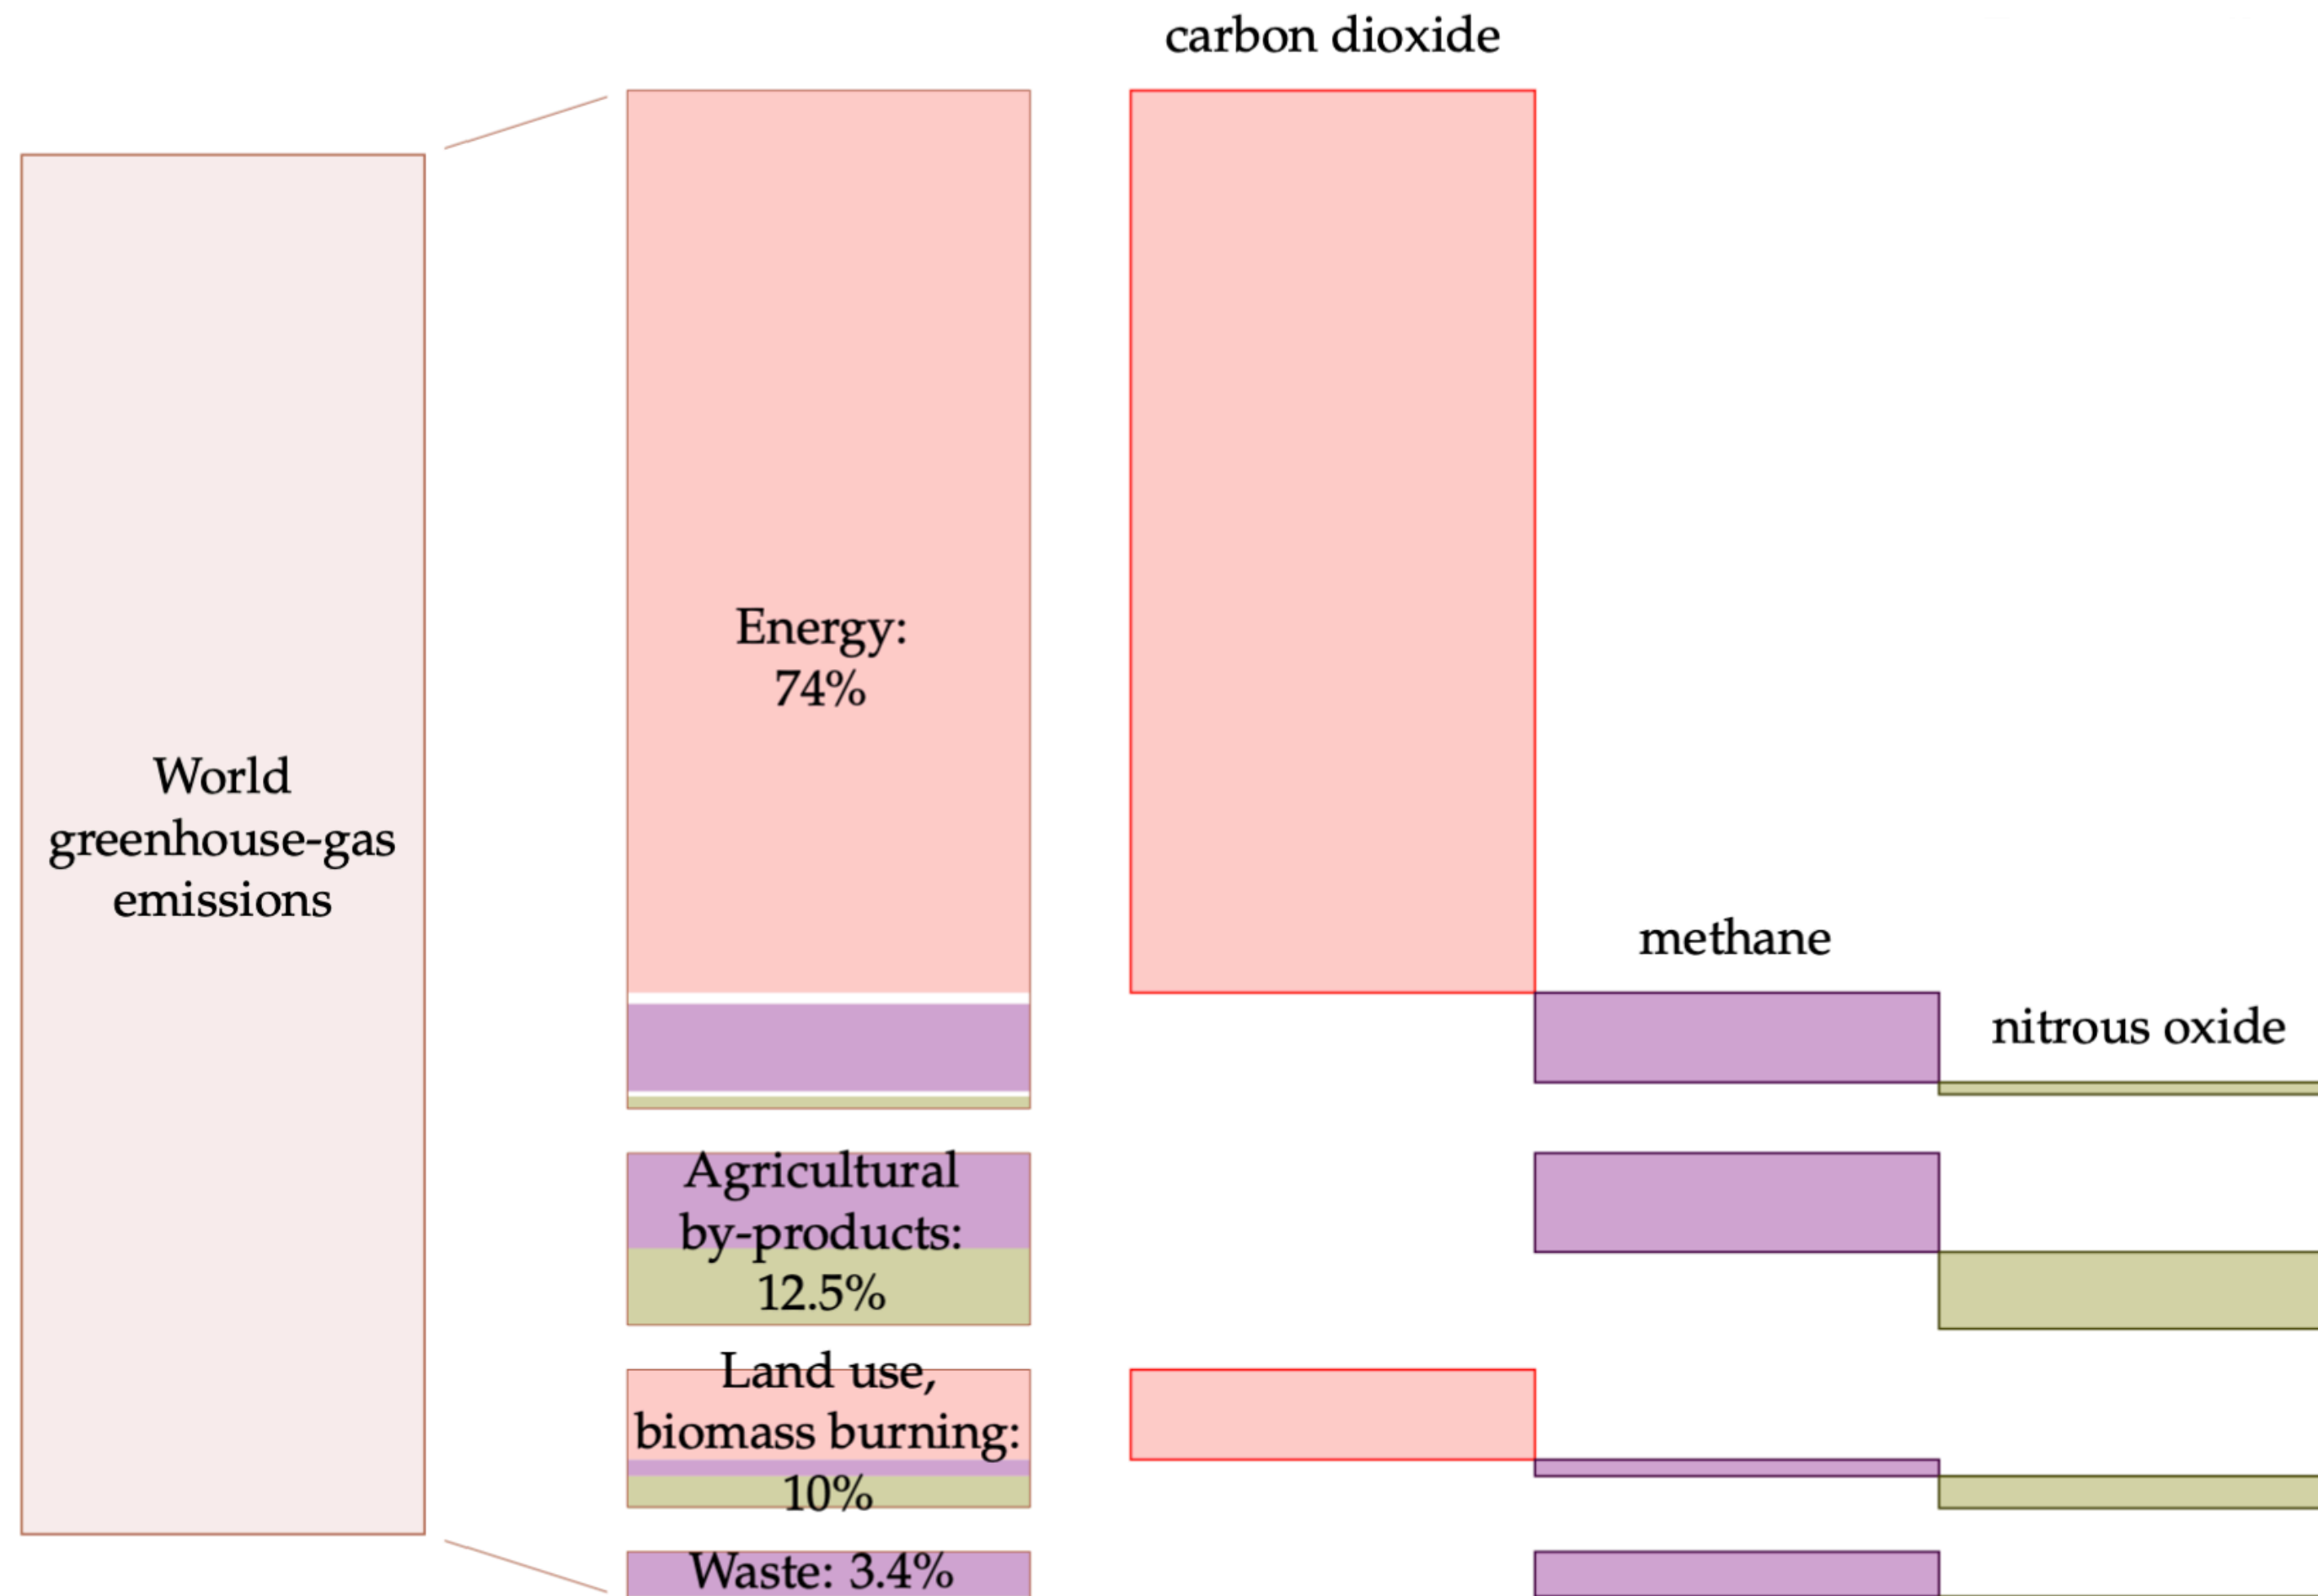 carbon dioxide
Energy:
74%
World
greenhouse-gas
emissions
methane
nitrous oxide
Agricultural
by-products:
12.5%
Land use,
biomass burning:
10%
Waste: 3.4%